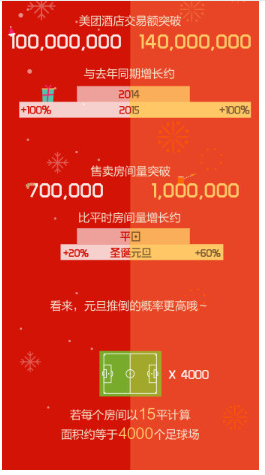 美团酒店交易额突破
100,000,000 140,000,000
与去年同期增长约
2014
+100% 2015 +100%
售卖房间量突破
700,000 1,000,000
比平时房间量增长约
平日
+20% 圣诞元旦 +60%
看来，元旦推倒的概率更高哦~
X 4000
若每个房间以15平计算
面积约等于4000个足球场